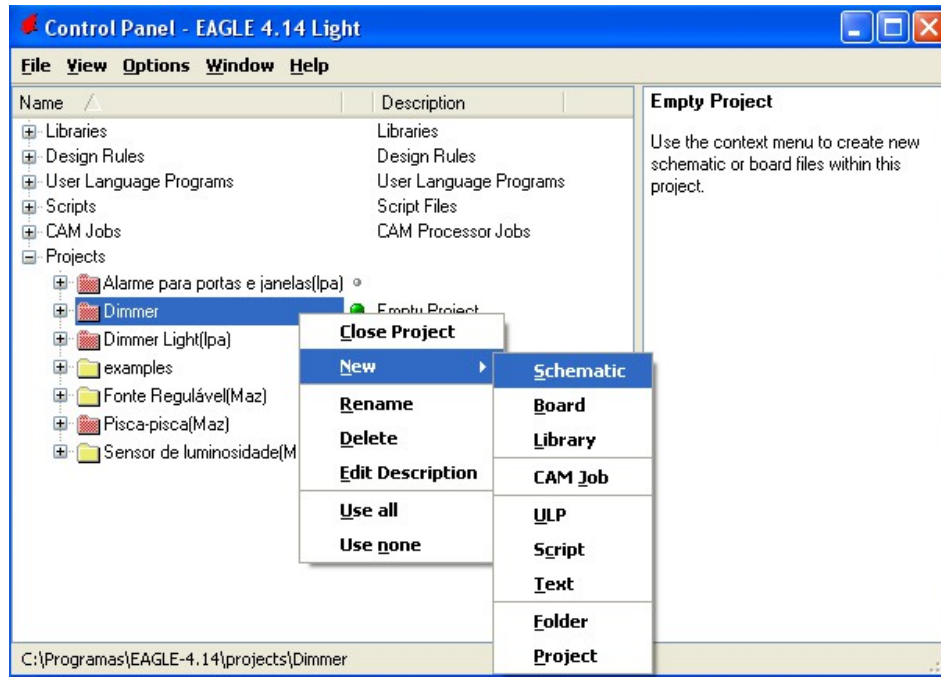 Control Panel - EAGLE 4.14 Light
File View Options Window Help
Name Description
Libraries Libraries
Design Rules Design Rules
User Language Programs User Language Programs
Scripts Script Files
CAM Jobs CAM Processor Jobs
Projects
Alarme para portas e janelas(lpa)
Dimmer Empty Project
Dimmer Light(lpa)
examples
Fonte Regulável(Maz)
Pisca-pisca(Maz)
Sensor de luminosidade(M
Close Project
New
Rename
Delete
Edit Description
Use all
Use none
Schematic
Board
Library
CAM Job
ULP
Script
Text
Folder
Project
Empty Project
Use the context menu to create new
schematic or board files within this
project.
C:\Programas\EAGLE-4.14\projects\Dimmer